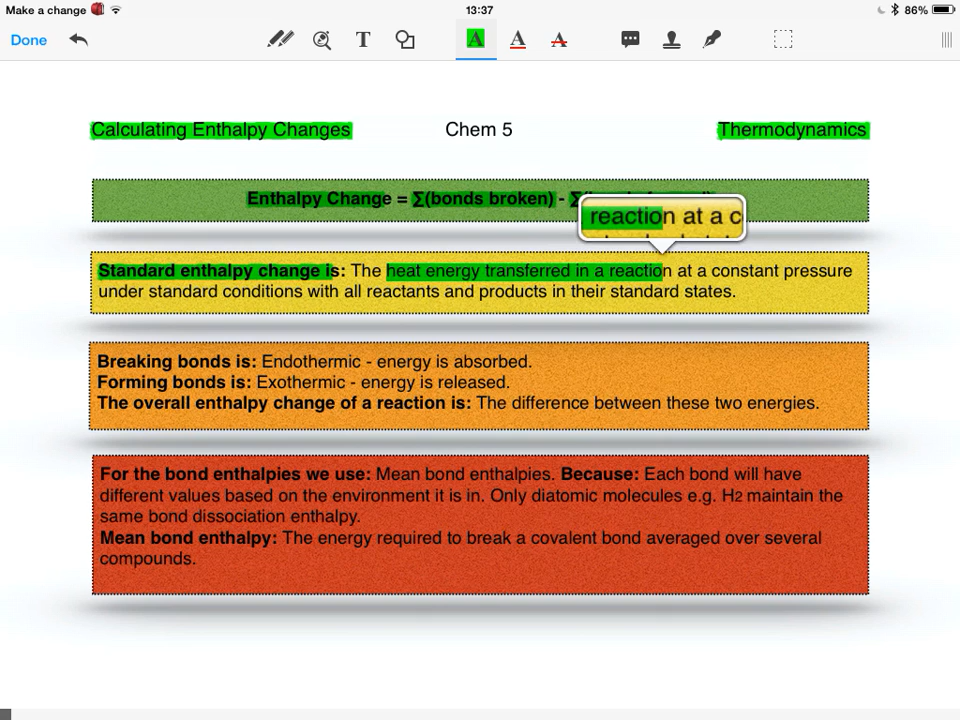 Make a change
13:37
86%
Done
T
A
A
A
Calculating Enthalpy Changes
Chem 5
Thermodynamics
Enthalpy Change = Σ(bonds broken) -
reaction at a c
Standard enthalpy change is: The heat energy transferred in a reaction at a constant pressure
under standard conditions with all reactants and products in their standard states.
Breaking bonds is: Endothermic - energy is absorbed.
Forming bonds is: Exothermic - energy is released.
The overall enthalpy change of a reaction is: The difference between these two energies.
For the bond enthalpies we use: Mean bond enthalpies. Because: Each bond will have
different values based on the environment it is in. Only diatomic molecules e.g. H2 maintain the
same bond dissociation enthalpy.
Mean bond enthalpy: The energy required to break a covalent bond averaged over several
compounds.